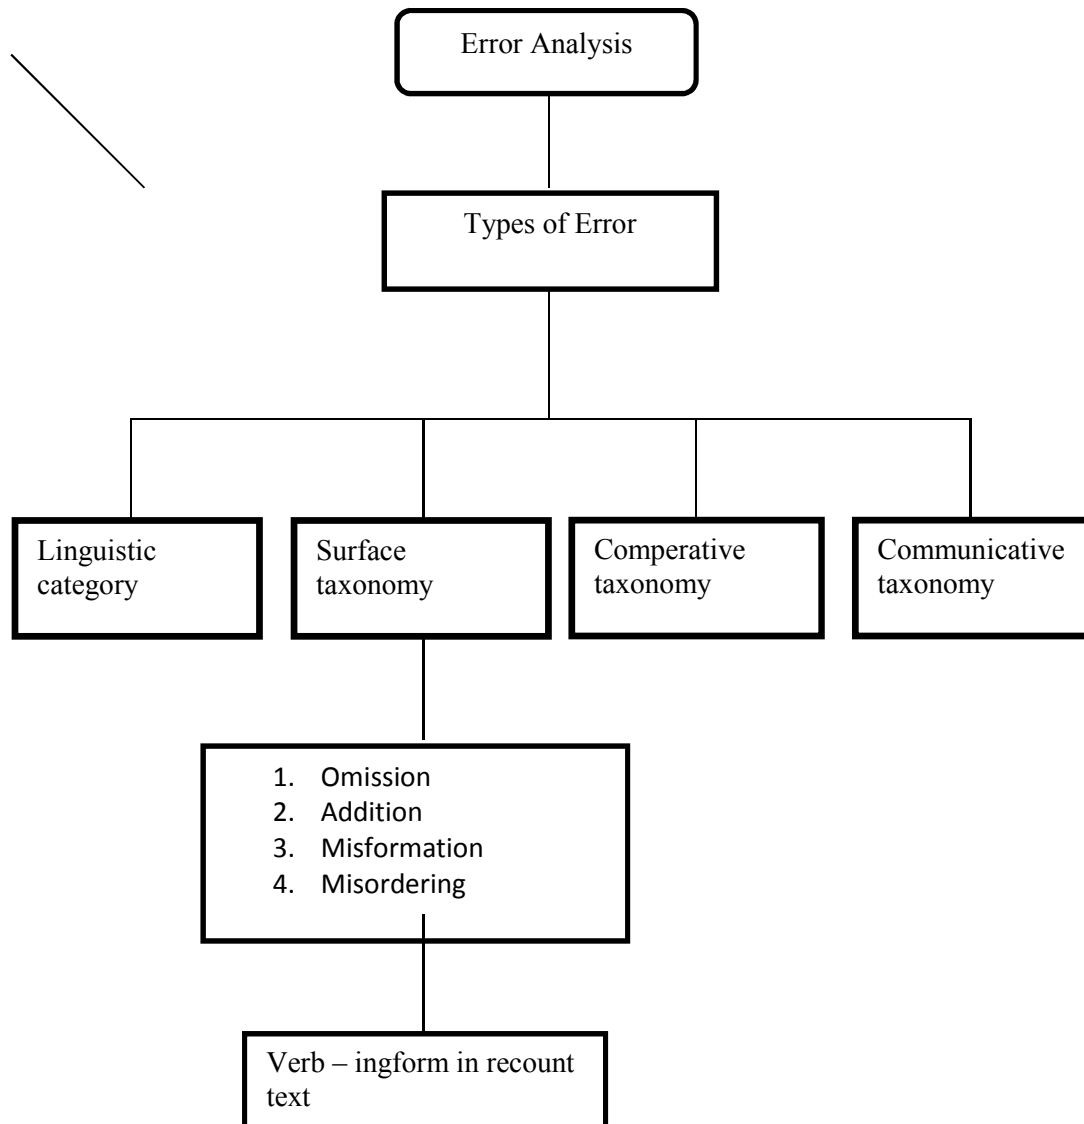 Error Analysis
Types of Error
Linguistic
category
Surface
taxonomy
Comperative
taxonomy
Communicative
taxonomy
1. Omission
2. Addition
3. Misformation
4. Misordering
Verb – ingform in recount
text